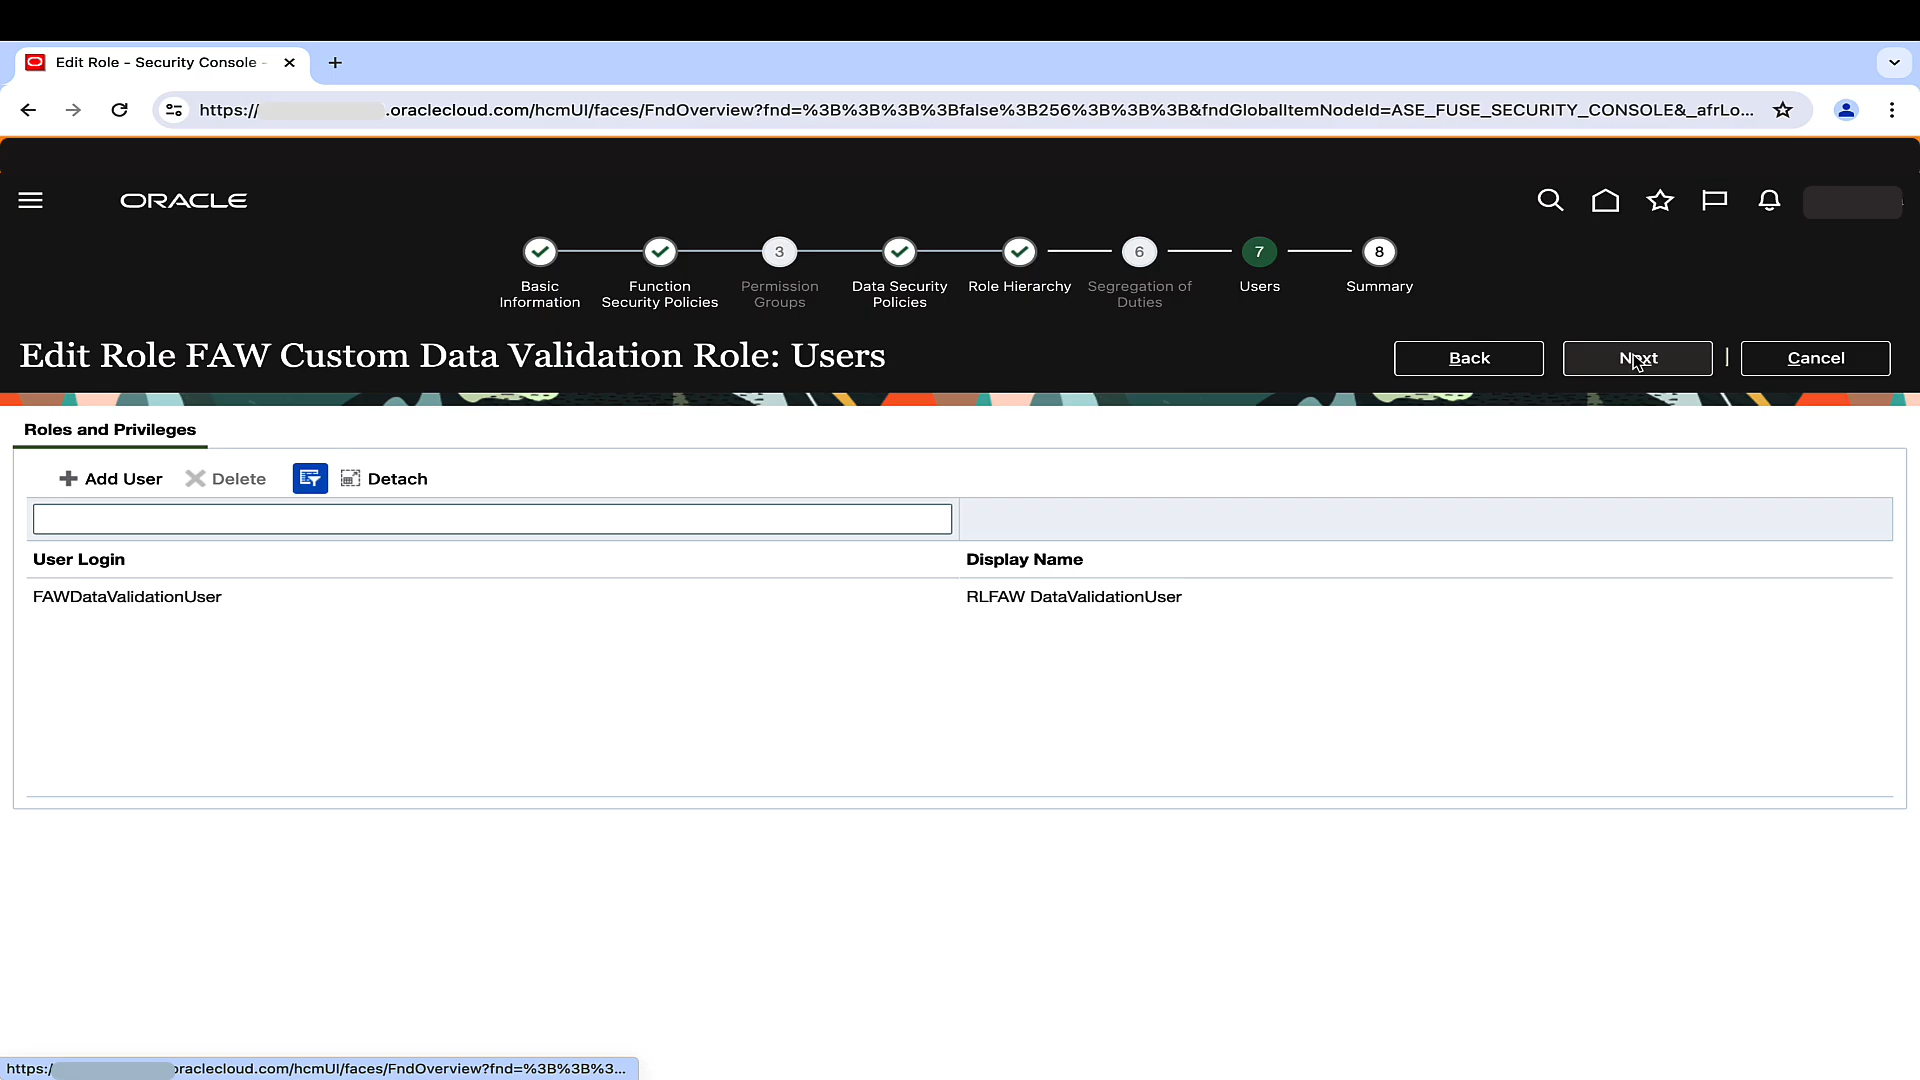 Edit Role - Security Console -
https:// .oraclecloud.com/hcmUI/faces/FndOverview?fnd=%3B%3B%3B%3Bfalse%3B256%3B%3B%3B&fndGlobalItemNodeId=ASE_FUSE_SECURITY_CONSOLE&_afrLo...
ORACLE
3 6 7 8
Basic Information
Function Security Policies
Permission Groups
Data Security Policies
Role Hierarchy
Segregation of Duties
Users
Summary
Edit Role FAW Custom Data Validation Role: Users
Back Next | Cancel
Roles and Privileges
Add User Delete Detach
User Login Display Name
FAWDataValidationUser RLFAW DataValidationUser
https:/ oraclecloud.com/hcmUI/faces/FndOverview?fnd=%3B%3B%3...